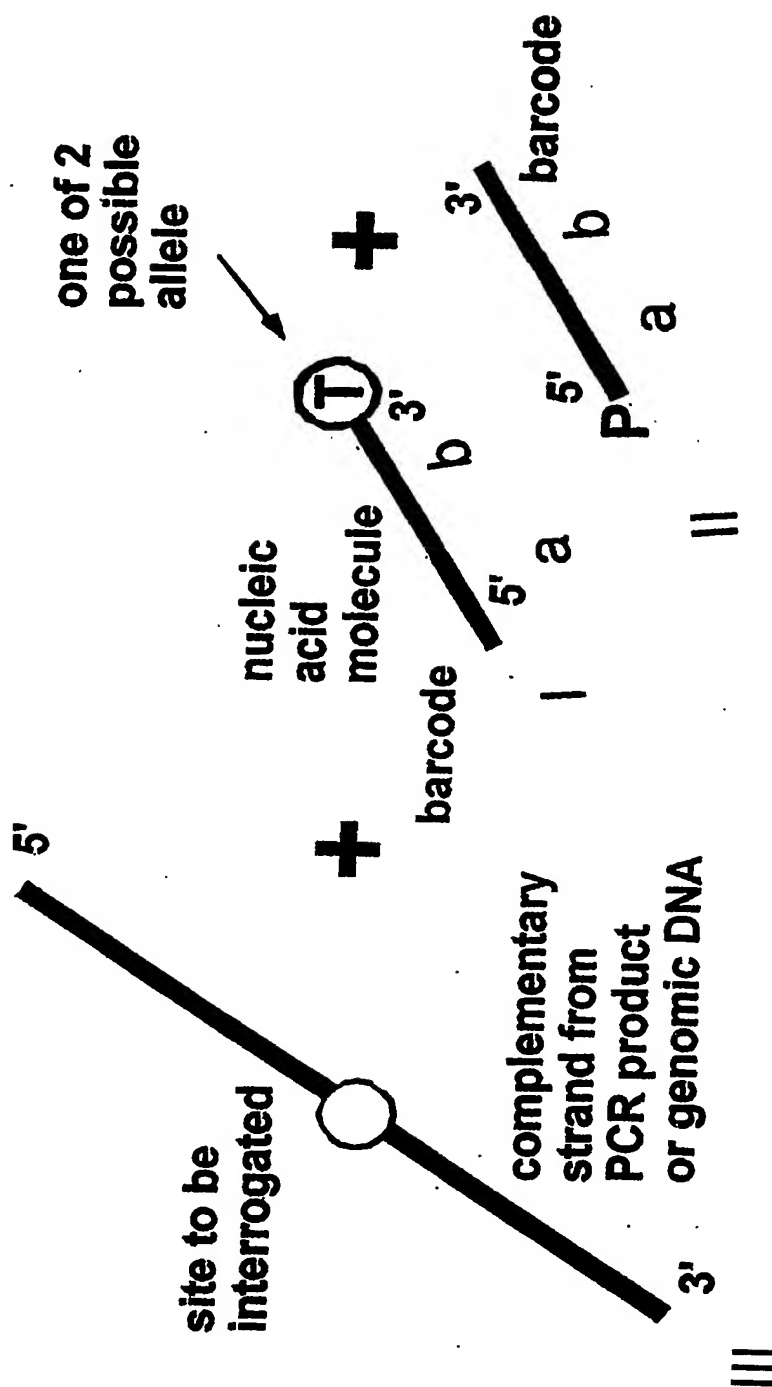 5'
site to be
interrogated
complementary
strand from
PCR product
or genomic DNA
3'
III
+
barcode
nucleic
acid
molecule
one of 2
possible
allele
T
3'
b
5'
a
I
+
3'
barcode
b
5'
a
P
II